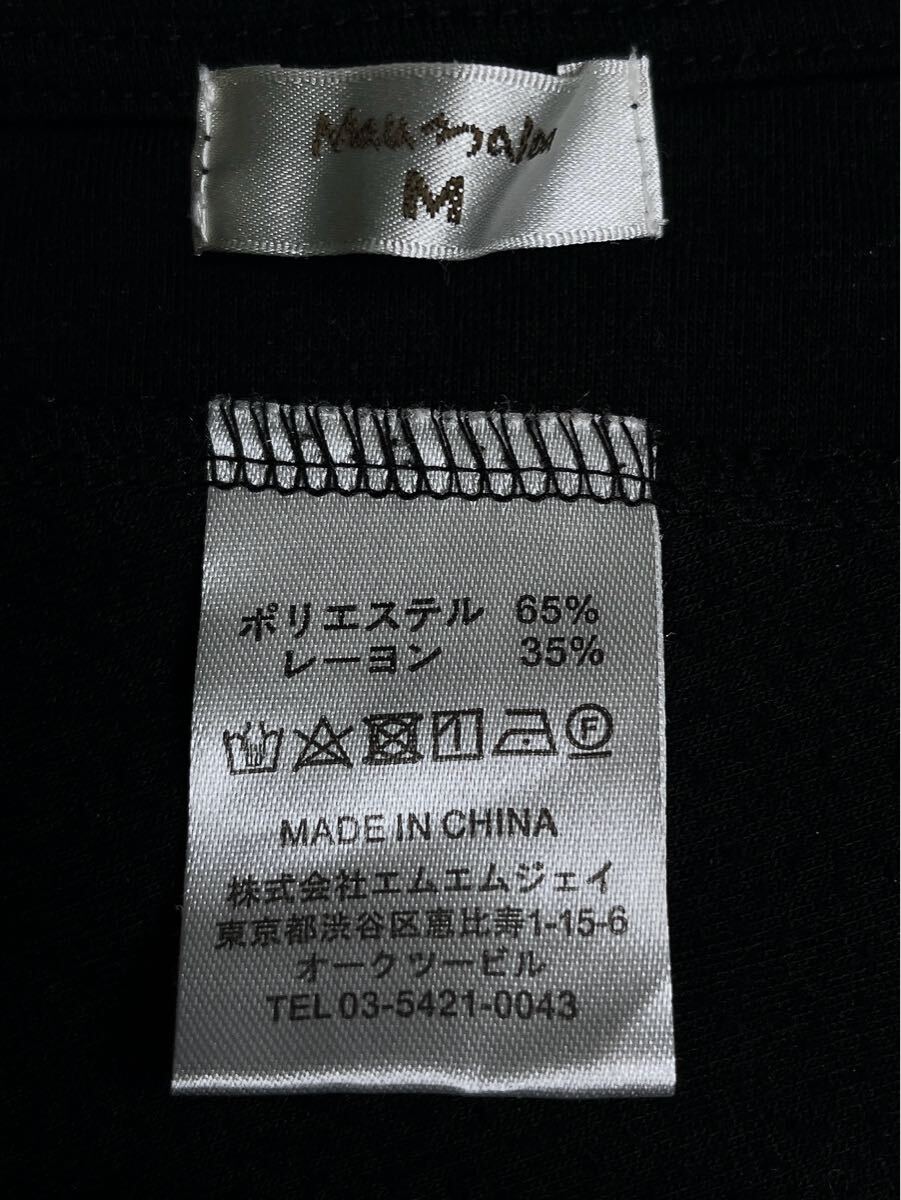 M
ポリエステル 65%
レーヨン 35%
F
MADE IN CHINA
株式会社エムエムジェイ
東京都渋谷区恵比寿1-15-6
オークツービル
TEL 03-5421-0043